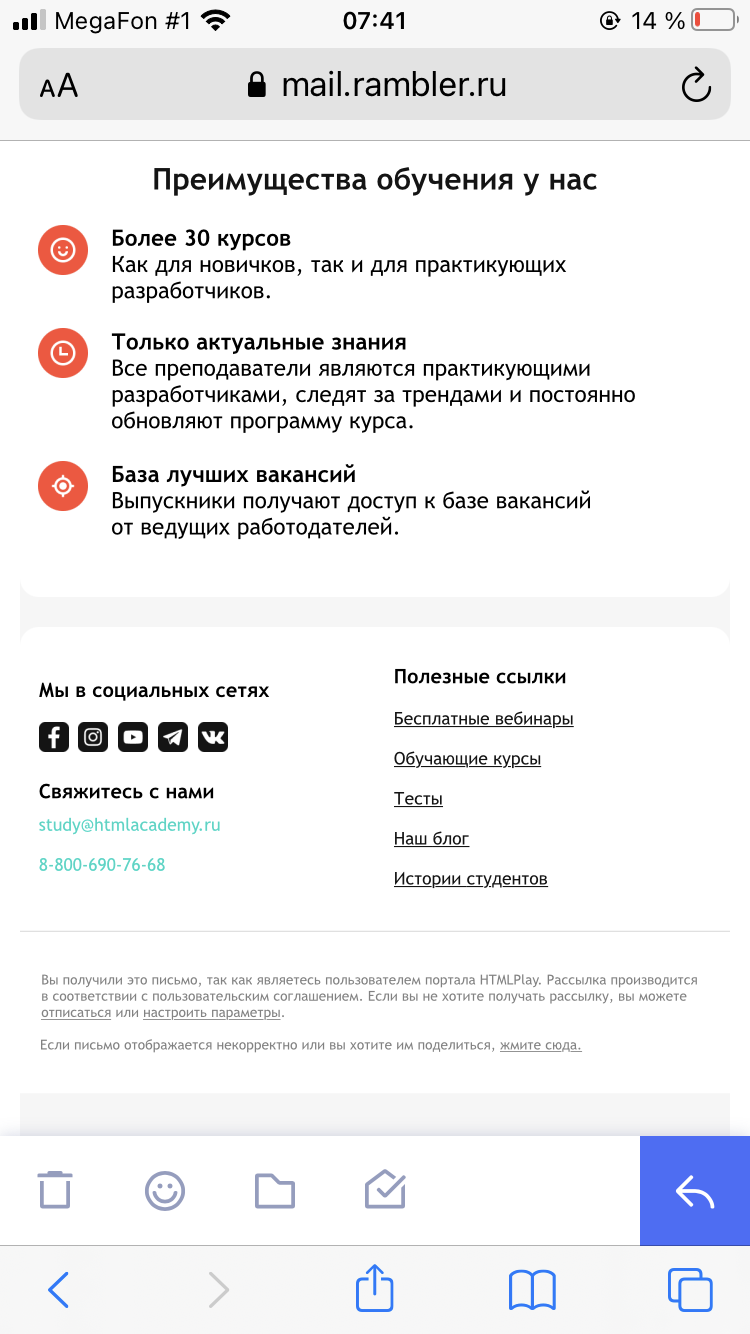 MegaFon #1 07:41 14 %
AA mail.rambler.ru
Преимущества обучения у нас
Более 30 курсов
Как для новичков, так и для практикующих
разработчиков.
Только актуальные знания
Все преподаватели являются практикующими
разработчиками, следят за трендами и постоянно
обновляют программу курса.
База лучших вакансий
Выпускники получают доступ к базе вакансий
от ведущих работодателей.
Мы в социальных сетях
Свяжитесь с нами
study@htmlacademy.ru
8-800-690-76-68
Полезные ссылки
Бесплатные вебинары
Обучающие курсы
Тесты
Наш блог
Истории студентов
Вы получили это письмо, так как являетесь пользователем портала HTMLPlay. Рассылка производится
в соответствии с пользовательским соглашением. Если вы не хотите получать рассылку, вы можете
отписаться или настроить параметры.
Если письмо отображается некорректно или вы хотите им поделиться, жмите сюда.